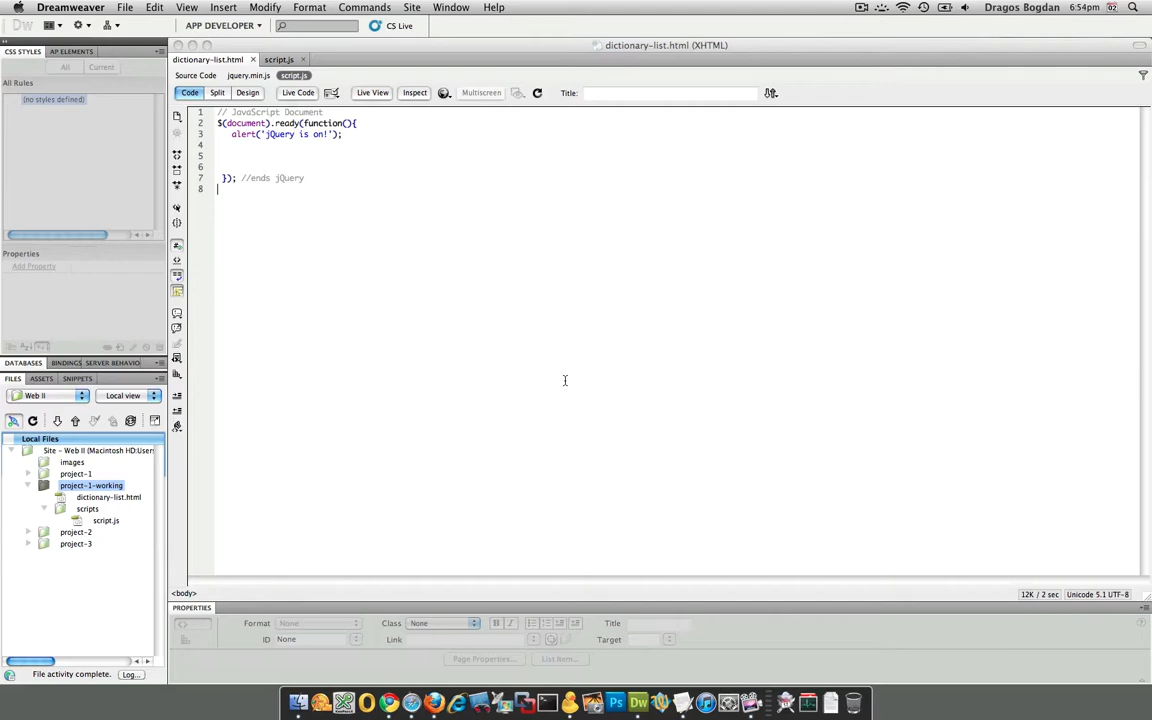 Dreamweaver File Edit View Insert Modify Format Commands Site Window Help Dragos Bogdan 6:54pm 02
Dw APP DEVELOPER CS Live
CSS STYLES AP ELEMENTS dictionary-list.html (XHTML)
All Current dictionary-list.html script.js
All Rules Source Code jquery.min.js script.js
(no styles defined) Code Split Design Live Code Live View Inspect Multiscreen Title:
1 // JavaScript Document
2 $(document).ready(function(){
3 alert('jQuery is on!');
4
5
6
7 }); //ends jQuery
8
Properties
Add Property
DATABASES BINDINGS SERVER BEHAVIO
FILES ASSETS SNIPPETS
Web II Local view
Local Files
Site - Web II (Macintosh HD:Users
images
project-1
project-1-working
dictionary-list.html
scripts
script.js
project-2
project-3
<body> 12K / 2 sec Unicode 5.1 UTF-8
PROPERTIES
Format None Class None B I Title
ID None Link Target
Page Properties... List Item...
File activity complete. Log...
Ps Dw